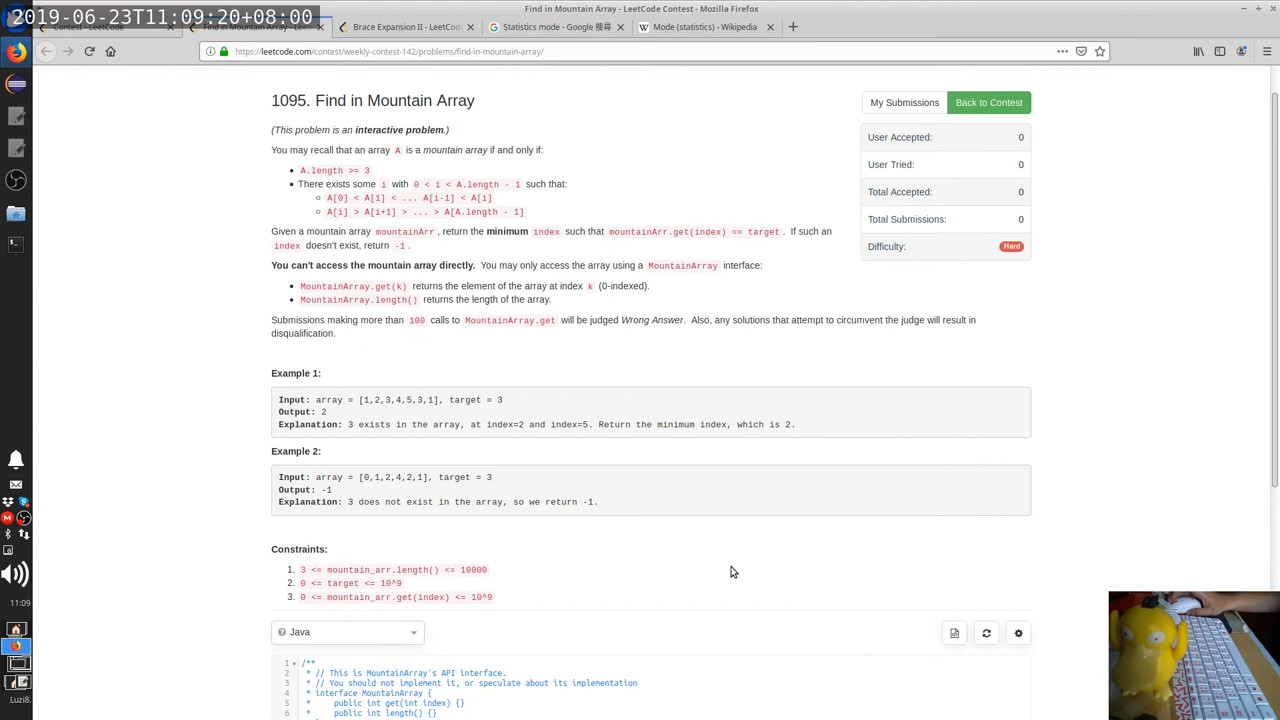 Find in Mountain Array - LeetCode Contest - Mozilla Firefox
2019-06-23T11:09:20+08:00
Contest - LeetCode
Find in Mountain Array - Leet
Brace Expansion II - LeetCod
Statistics mode - Google 搜尋
Mode (statistics) - Wikipedia
https://leetcode.com/contest/weekly-contest-142/problems/find-in-mountain-array/
1095. Find in Mountain Array
My Submissions
Back to Contest
(This problem is an interactive problem.)
User Accepted: 0
You may recall that an array A is a mountain array if and only if:
User Tried: 0
A.length >= 3
There exists some i with 0 < i < A.length - 1 such that:
Total Accepted: 0
A[0] < A[1] < ... A[i-1] < A[i]
A[i] > A[i+1] > ... > A[A.length - 1]
Total Submissions: 0
Given a mountain array mountainArr, return the minimum index such that mountainArr.get(index) == target. If such an
index doesn't exist, return -1.
Difficulty: Hard
You can't access the mountain array directly. You may only access the array using a MountainArray interface:
MountainArray.get(k) returns the element of the array at index k (0-indexed).
MountainArray.length() returns the length of the array.
Submissions making more than 100 calls to MountainArray.get will be judged Wrong Answer. Also, any solutions that attempt to circumvent the judge will result in
disqualification.
Example 1:
Input: array = [1,2,3,4,5,3,1], target = 3
Output: 2
Explanation: 3 exists in the array, at index=2 and index=5. Return the minimum index, which is 2.
Example 2:
Input: array = [0,1,2,4,2,1], target = 3
Output: -1
Explanation: 3 does not exist in the array, so we return -1.
Constraints:
1. 3 <= mountain_arr.length() <= 10000
2. 0 <= target <= 10^9
3. 0 <= mountain_arr.get(index) <= 10^9
11:09
Java
1 /**
2 * // This is MountainArray's API interface.
3 * // You should not implement it, or speculate about its implementation
4 * interface MountainArray {
5 * public int get(int index) {}
6 * public int length() {}
Luzi8